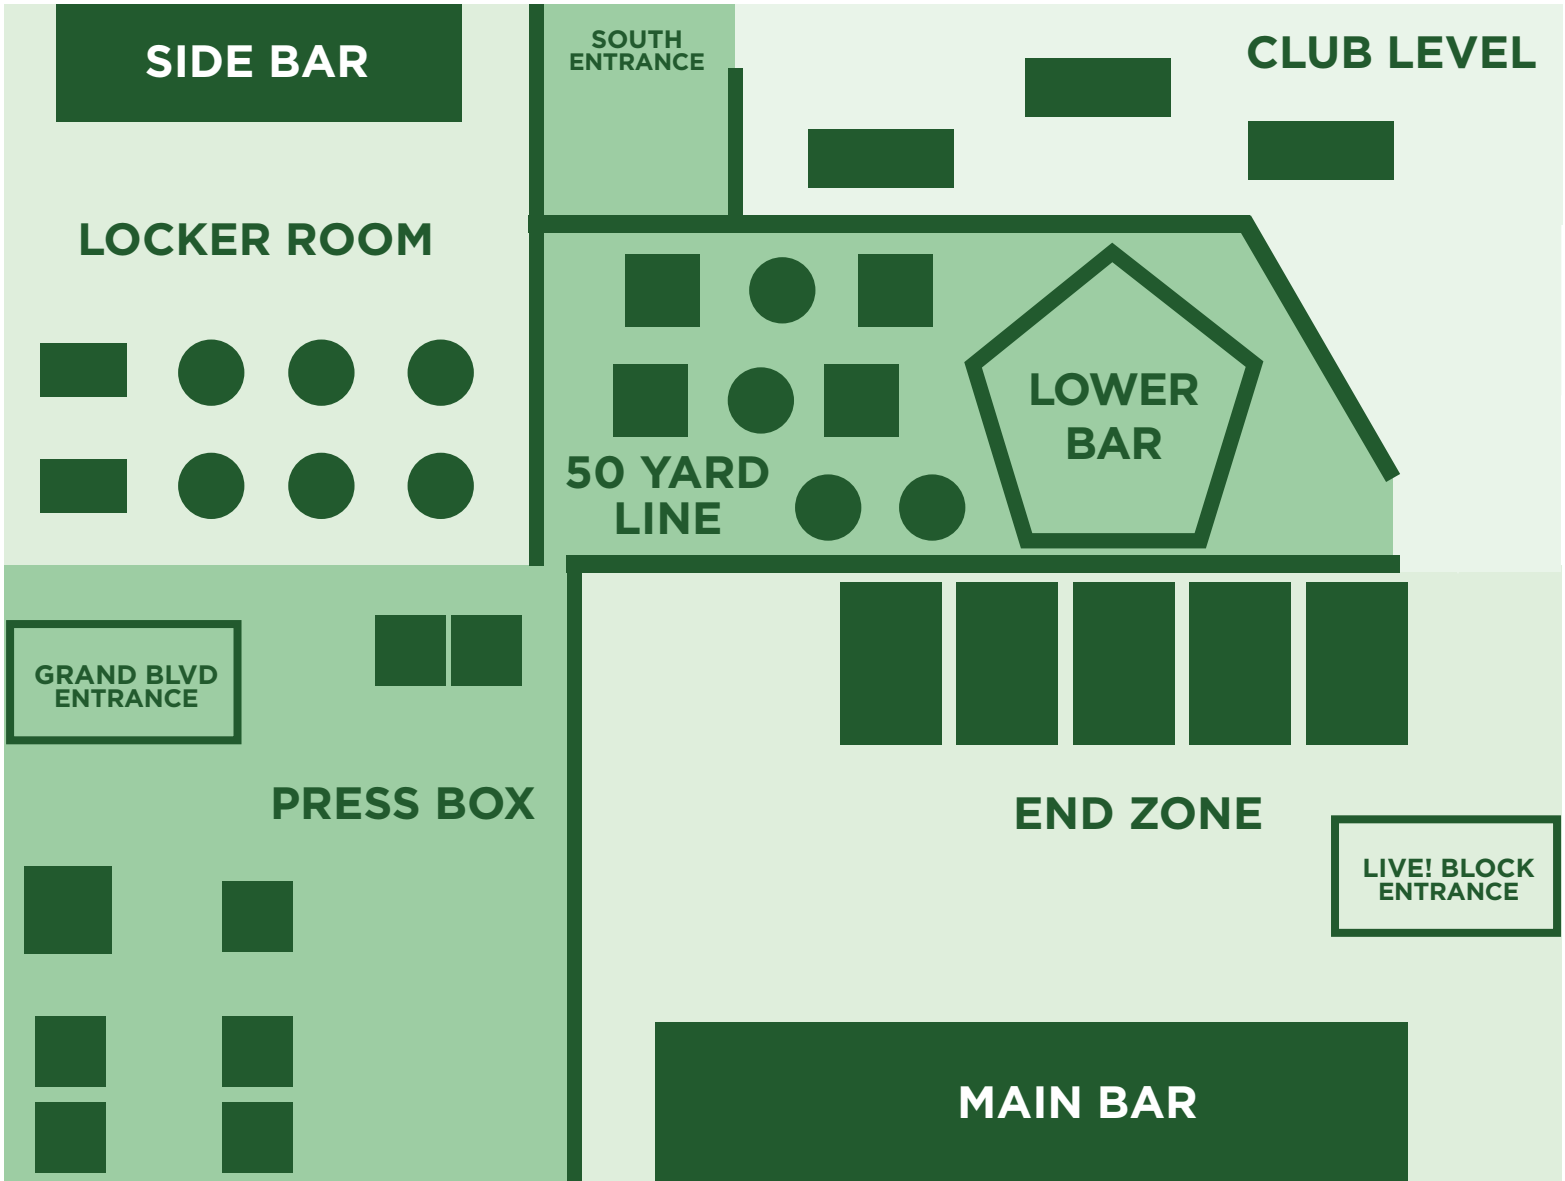 SIDE BAR
SOUTH
ENTRANCE
CLUB LEVEL
LOCKER ROOM
LOWER
BAR
50 YARD
LINE
GRAND BLVD
ENTRANCE
PRESS BOX
END ZONE
LIVE! BLOCK
ENTRANCE
MAIN BAR